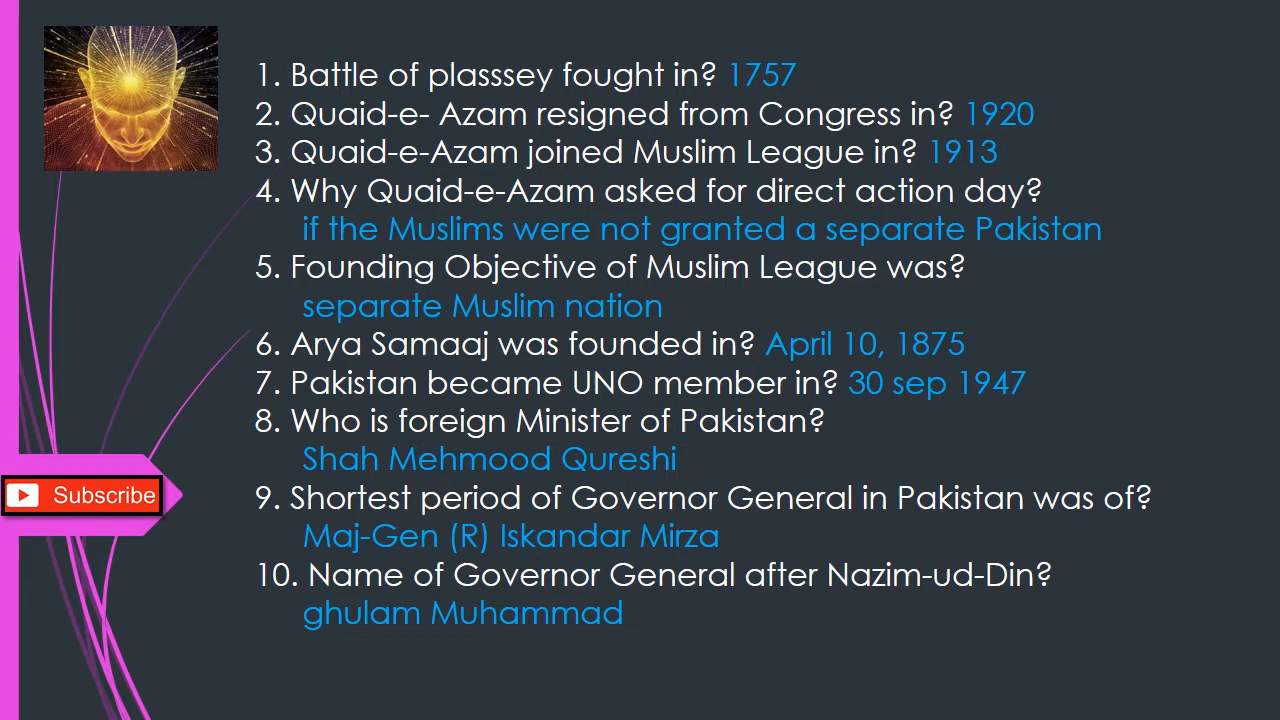 1. Battle of plasssey fought in? 1757
2. Quaid-e- Azam resigned from Congress in? 1920
3. Quaid-e-Azam joined Muslim League in? 1913
4. Why Quaid-e-Azam asked for direct action day?
if the Muslims were not granted a separate Pakistan
5. Founding Objective of Muslim League was?
separate Muslim nation
6. Arya Samaaj was founded in? April 10, 1875
7. Pakistan became UNO member in? 30 sep 1947
8. Who is foreign Minister of Pakistan?
Shah Mehmood Qureshi
Subscribe
9. Shortest period of Governor General in Pakistan was of?
Maj-Gen (R) Iskandar Mirza
10. Name of Governor General after Nazim-ud-Din?
ghulam Muhammad